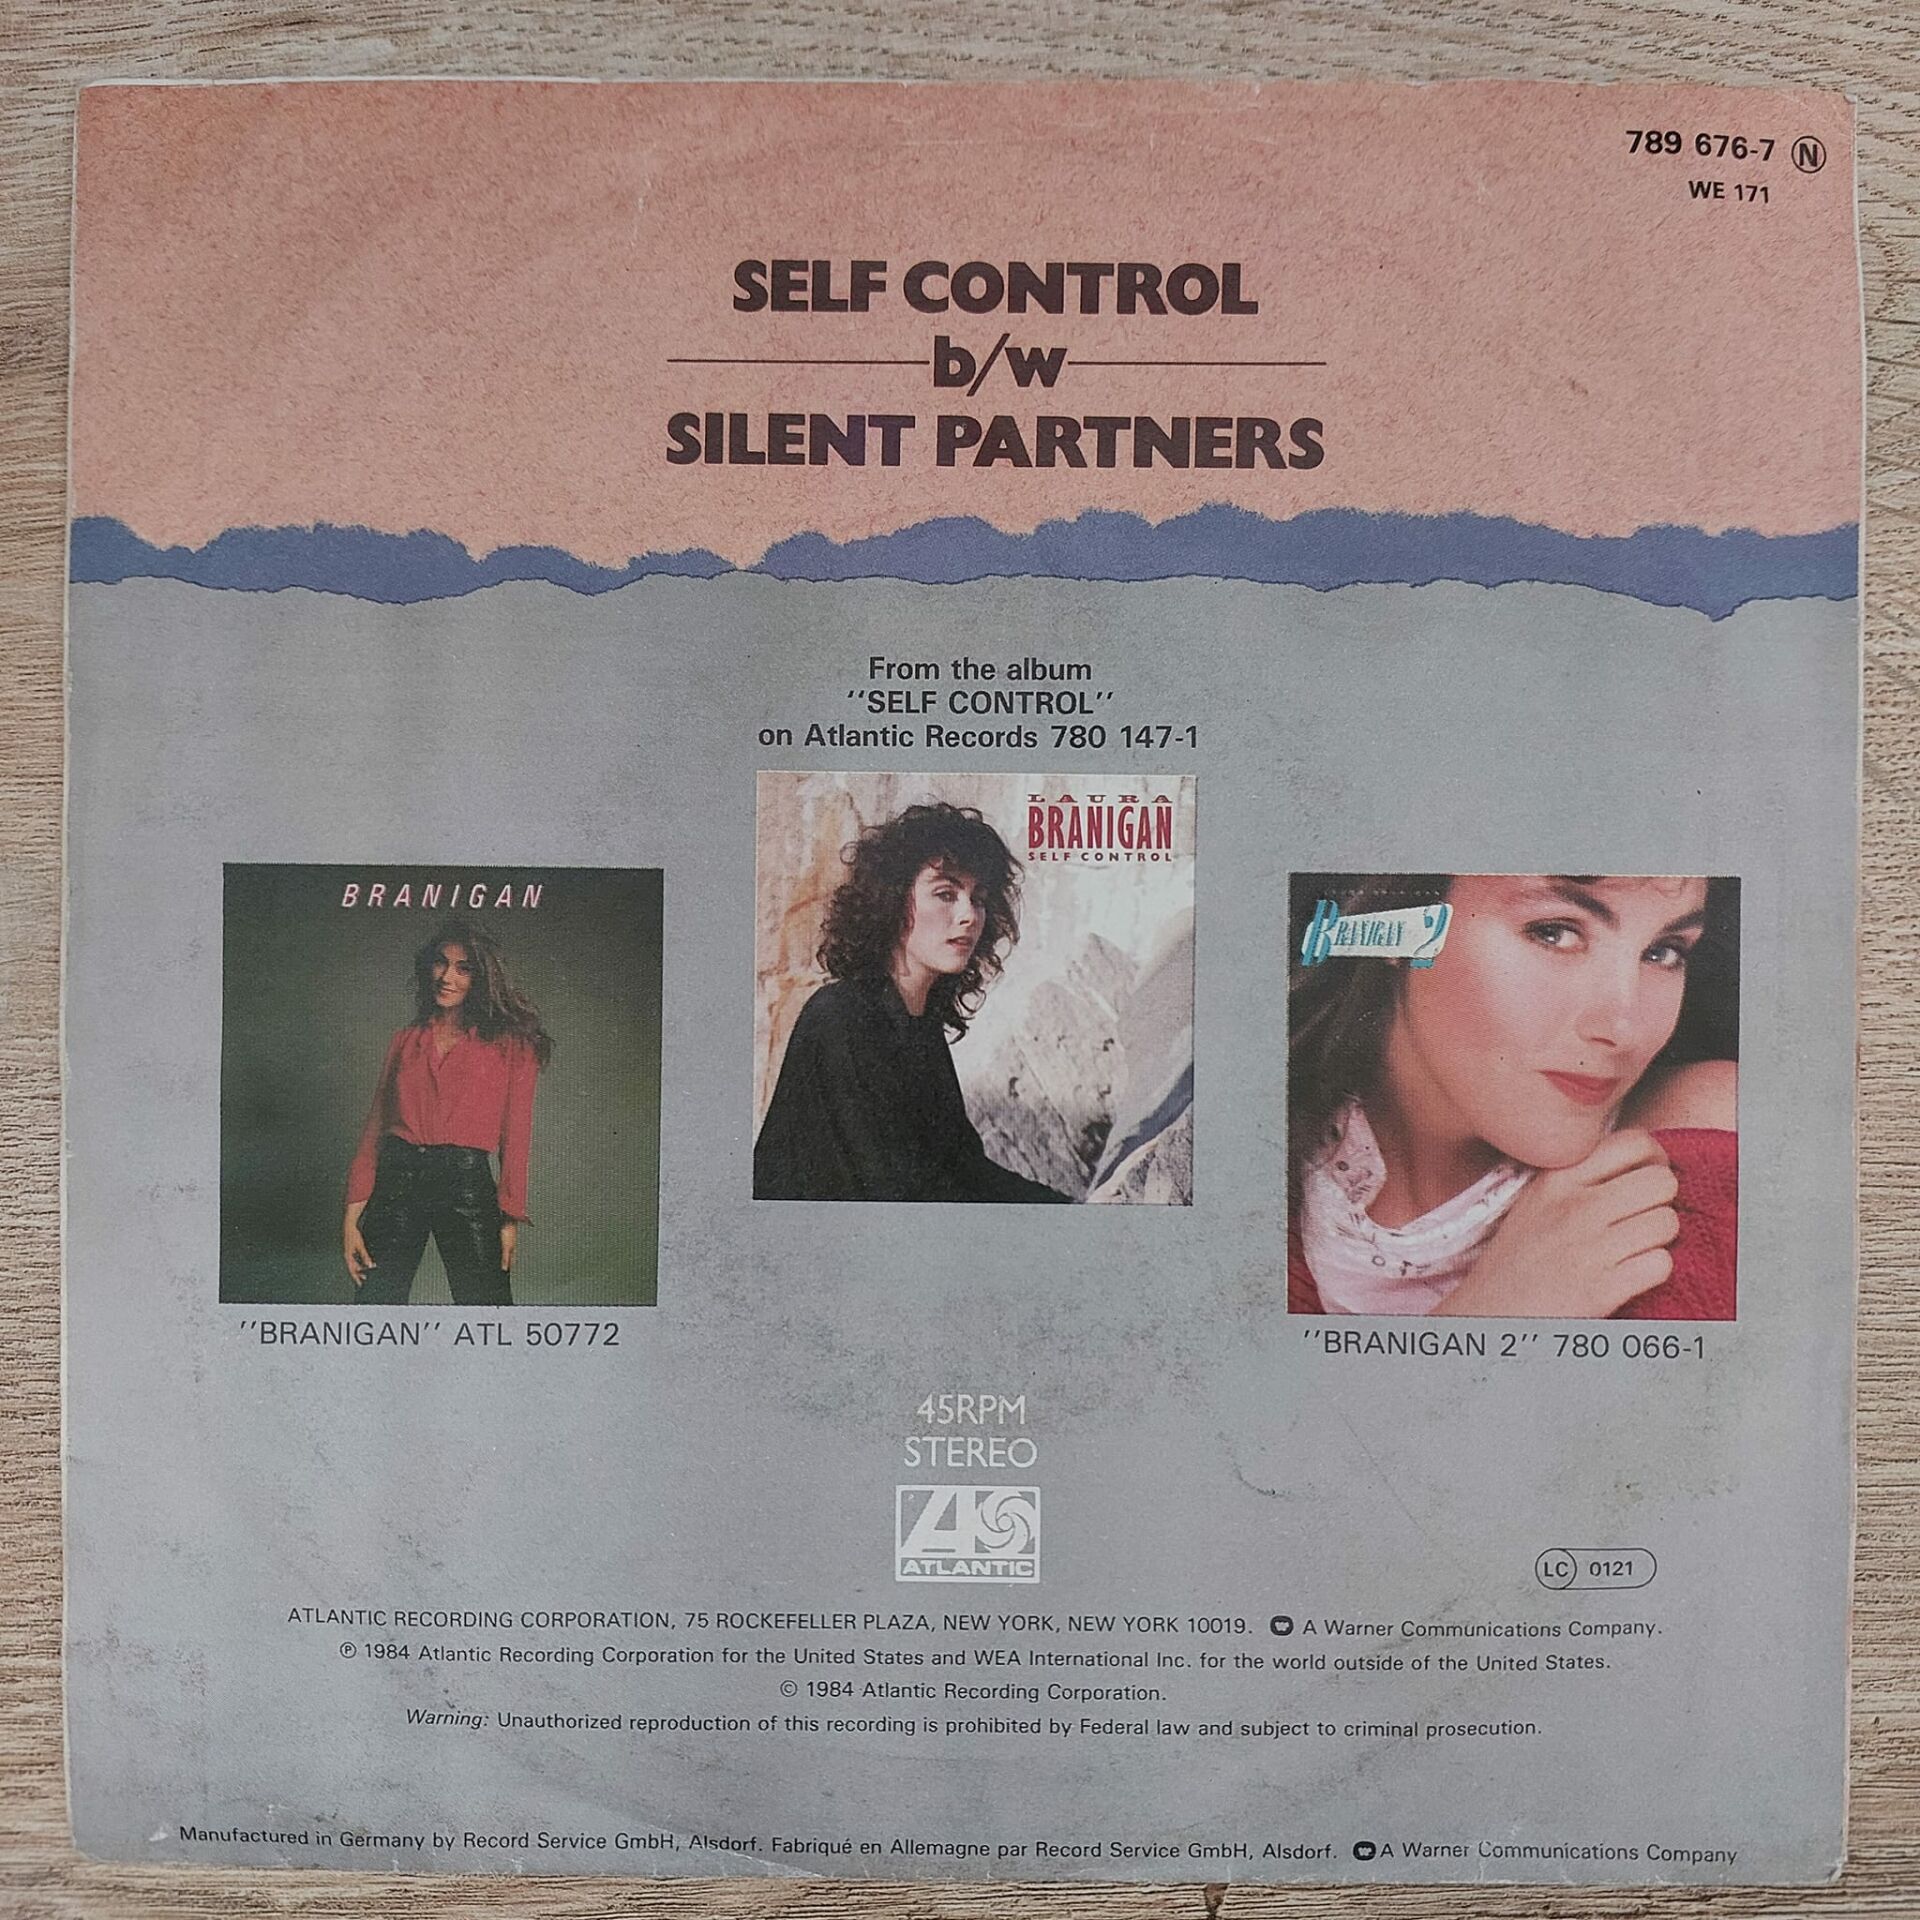 789 676-7 Ⓝ
WE 171
SELF CONTROL
b/w
SILENT PARTNERS
From the album
''SELF CONTROL''
on Atlantic Records 780 147-1
LAURA
BRANIGAN
SELF CONTROL
BRANIGAN
BRANIGAN 2
''BRANIGAN'' ATL 50772
''BRANIGAN 2'' 780 066-1
45RPM
STEREO
ATLANTIC
LC 0121
ATLANTIC RECORDING CORPORATION, 75 ROCKEFELLER PLAZA, NEW YORK, NEW YORK 10019. A Warner Communications Company.
℗ 1984 Atlantic Recording Corporation for the United States and WEA International Inc. for the world outside of the United States.
© 1984 Atlantic Recording Corporation.
Warning: Unauthorized reproduction of this recording is prohibited by Federal law and subject to criminal prosecution.
Manufactured in Germany by Record Service GmbH, Alsdorf. Fabriqué en Allemagne par Record Service GmbH, Alsdorf. A Warner Communications Company